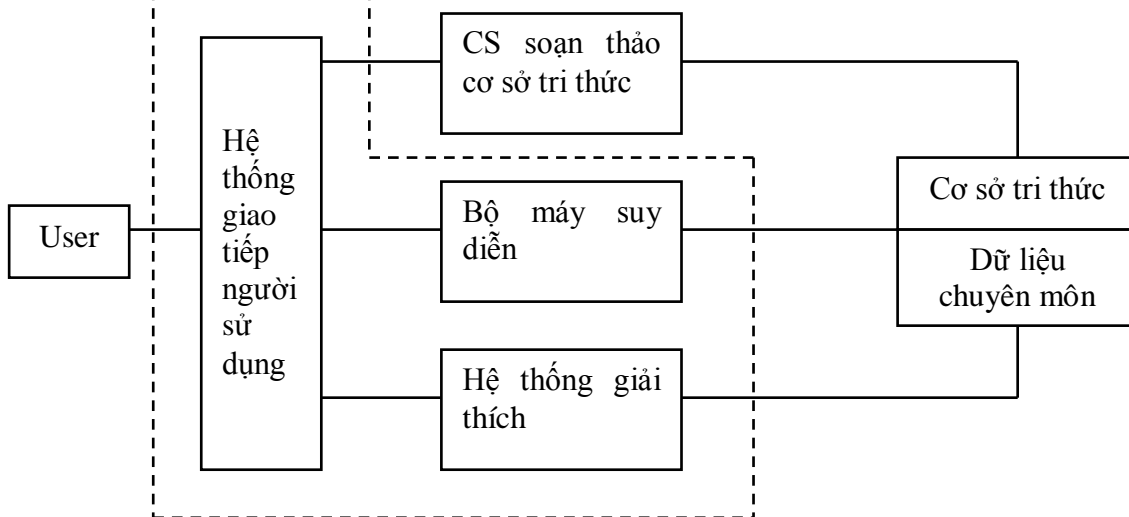 User
Hệ
thống
giao
tiếp
người
sử
dụng
CS soạn thảo
cơ sở tri thức
Bộ máy suy
diễn
Hệ thống giải
thích
Cơ sở tri thức
Dữ liệu
chuyên môn